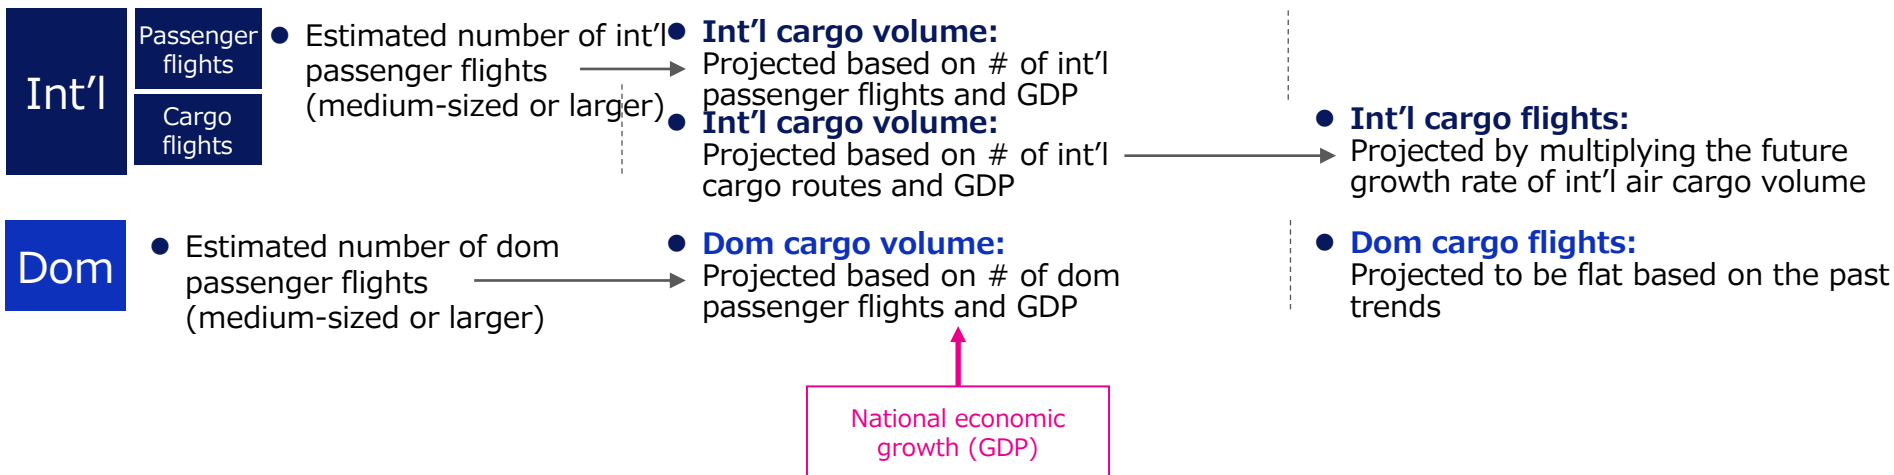 Int’l
Passenger
flights
Cargo
flights
● Estimated number of int’l
passenger flights
(medium-sized or larger)
● Int’l cargo volume:
Projected based on # of int’l
passenger flights and GDP
● Int’l cargo volume:
Projected based on # of int’l
cargo routes and GDP
● Int’l cargo flights:
Projected by multiplying the future
growth rate of int’l air cargo volume
Dom
● Estimated number of dom
passenger flights
(medium-sized or larger)
● Dom cargo volume:
Projected based on # of dom
passenger flights and GDP
● Dom cargo flights:
Projected to be flat based on the past
trends
National economic
growth (GDP)